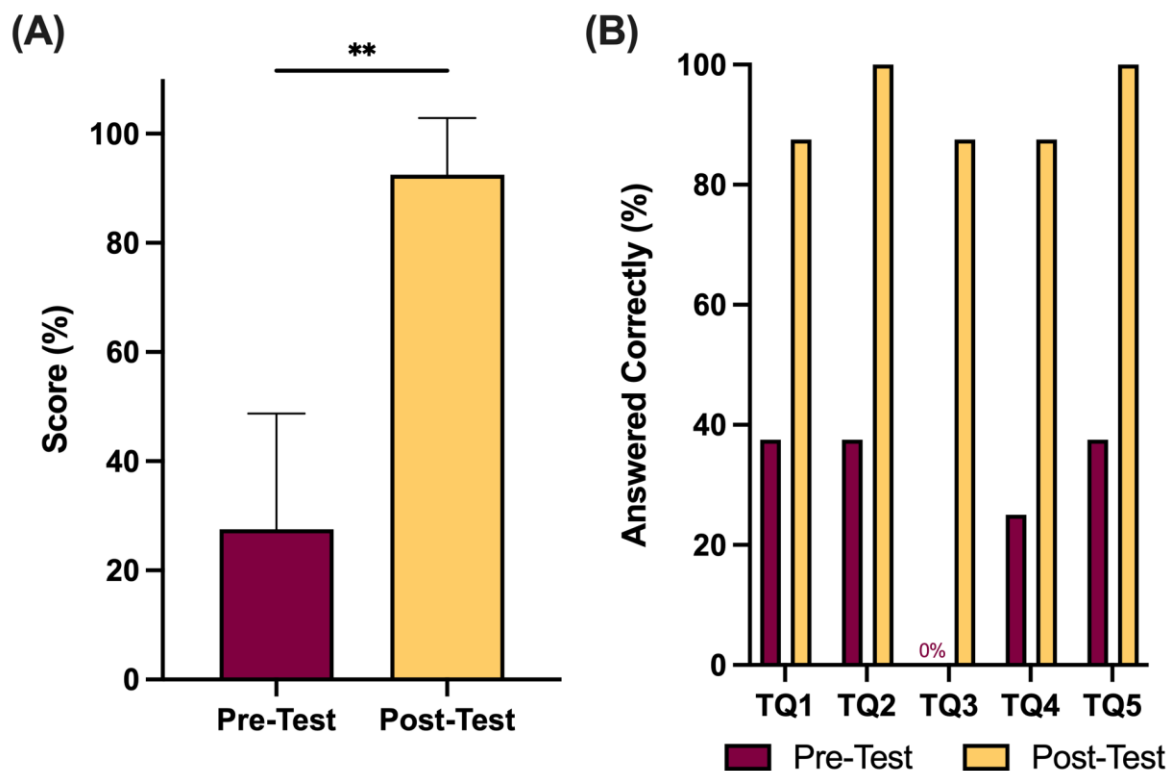 (A)
**
Score (%)
100
80
60
40
20
0
Pre-Test Post-Test
(B)
Answered Correctly (%)
100
80
60
40
20
0
0%
TQ1 TQ2 TQ3 TQ4 TQ5
Pre-Test Post-Test